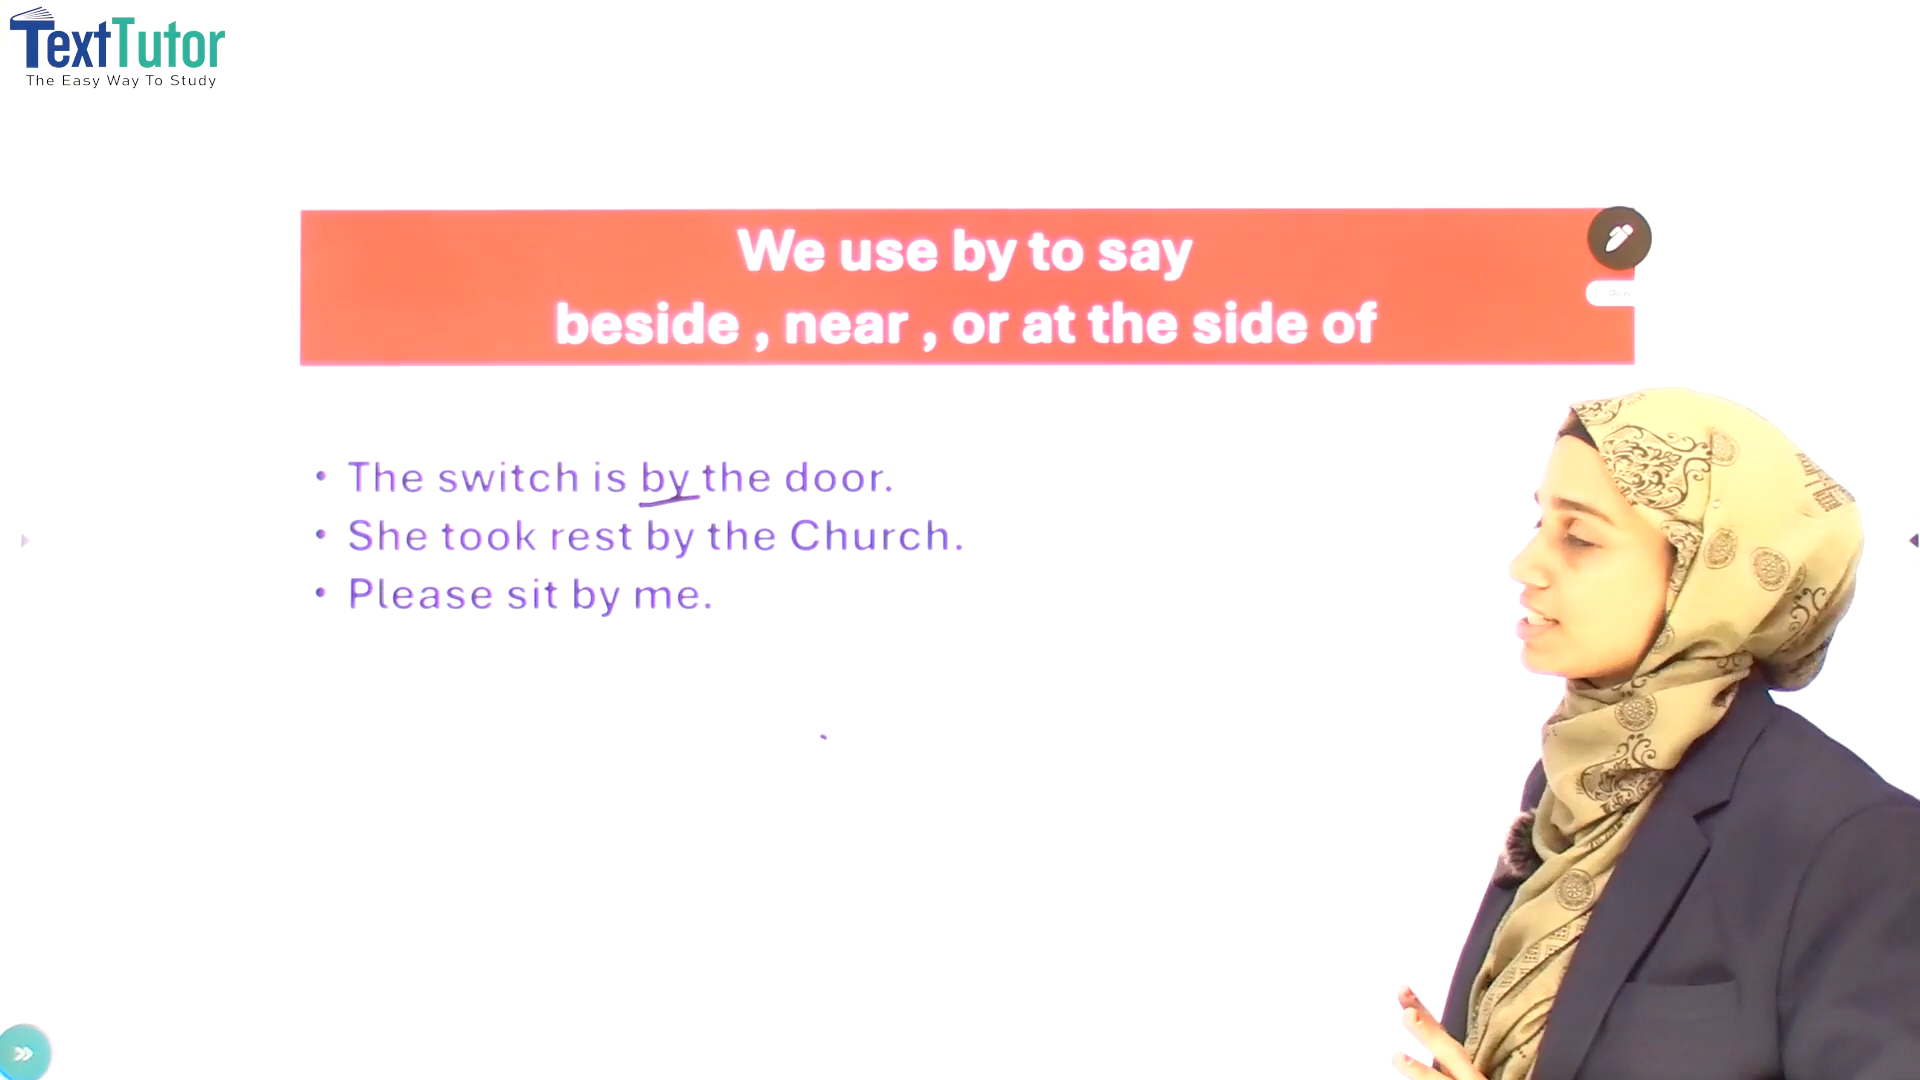 TextTutor
The Easy Way To Study
We use by to say
beside , near , or at the side of
• The switch is by the door.
• She took rest by the Church.
• Please sit by me.